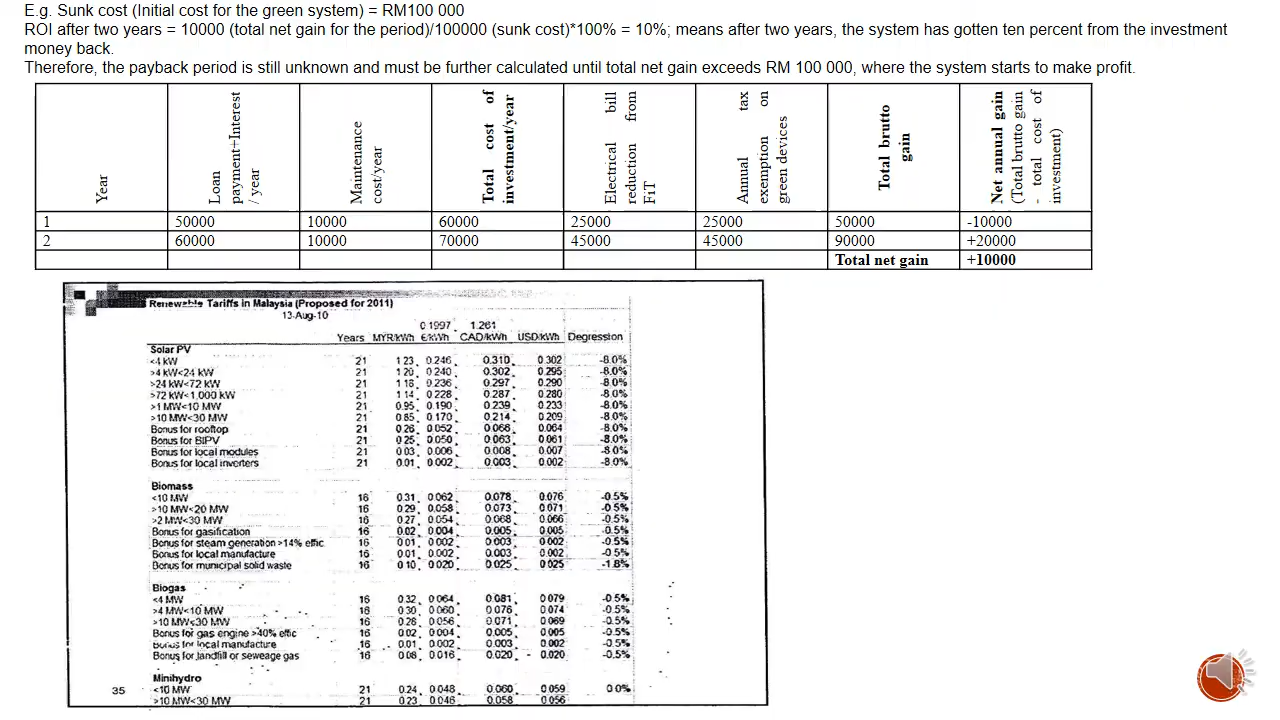 E.g. Sunk cost (Initial cost for the green system) = RM100 000
ROI after two years = 10000 (total net gain for the period)/100000 (sunk cost)*100% = 10%; means after two years, the system has gotten ten percent from the investment
money back.
Therefore, the payback period is still unknown and must be further calculated until total net gain exceeds RM 100 000, where the system starts to make profit.
Year
Loan
payment+Interest
/ year
Maintenance
cost/year
Total cost of
investment/year
Electrical bill
reduction from
FiT
Annual tax
exemption on
green devices
Total brutto
gain
Net annual gain
(Total brutto gain
- total cost of
investment)
1 50000 10000 60000 25000 25000 50000 -10000
2 60000 10000 70000 45000 45000 90000 +20000
Total net gain +10000
Renewable Tariffs in Malaysia (Proposed for 2011)
13-Aug-10
0.1997 1.261
Years MYR/kWh €/kWh CAD/kWh USD/kWh Degression
Solar PV
<4 kW 21 1.23 0.246 0.310 0.302 -8.0%
>4 kW<24 kW 21 1.20 0.240 0.302 0.295 -8.0%
>24 kW<72 kW 21 1.18 0.236 0.297 0.290 -8.0%
>72 kW<1,000 kW 21 1.14 0.228 0.287 0.280 -8.0%
>1 MW<10 MW 21 0.95 0.190 0.239 0.233 -8.0%
>10 MW<30 MW 21 0.85 0.170 0.214 0.209 -8.0%
Bonus for rooftop 21 0.26 0.052 0.066 0.064 -8.0%
Bonus for BIPV 21 0.25 0.050 0.063 0.061 -8.0%
Bonus for local modules 21 0.03 0.006 0.008 0.007 -8.0%
Bonus for local inverters 21 0.01 0.002 0.003 0.002 -8.0%
Biomass
<10 MW 16 0.31 0.062 0.078 0.076 -0.5%
>10 MW<20 MW 16 0.29 0.058 0.073 0.071 -0.5%
>2 MW<30 MW 16 0.27 0.054 0.068 0.066 -0.5%
Bonus for gasification 16 0.02 0.004 0.005 0.005 -0.5%
Bonus for steam generation >14% effic 16 0.01 0.002 0.003 0.002 -0.5%
Bonus for local manufacture 16 0.01 0.002 0.003 0.002 -0.5%
Bonus for municipal solid waste 16 0.10 0.020 0.025 0.025 -1.8%
Biogas
<4 MW 16 0.32 0.064 0.081 0.079 -0.5%
>4 MW<10 MW 16 0.30 0.060 0.076 0.074 -0.5%
>10 MW<30 MW 16 0.28 0.056 0.071 0.069 -0.5%
Bonus for gas engine >40% effic 16 0.02 0.004 0.005 0.005 -0.5%
Bonus for local manufacture 16 0.01 0.002 0.003 0.002 -0.5%
Bonus for landfill or seweage gas 16 0.08 0.016 0.020 0.020 -0.5%
Minihydro
<10 MW 21 0.24 0.048 0.060 0.059 0.0%
>10 MW<30 MW 21 0.23 0.046 0.058 0.056
35